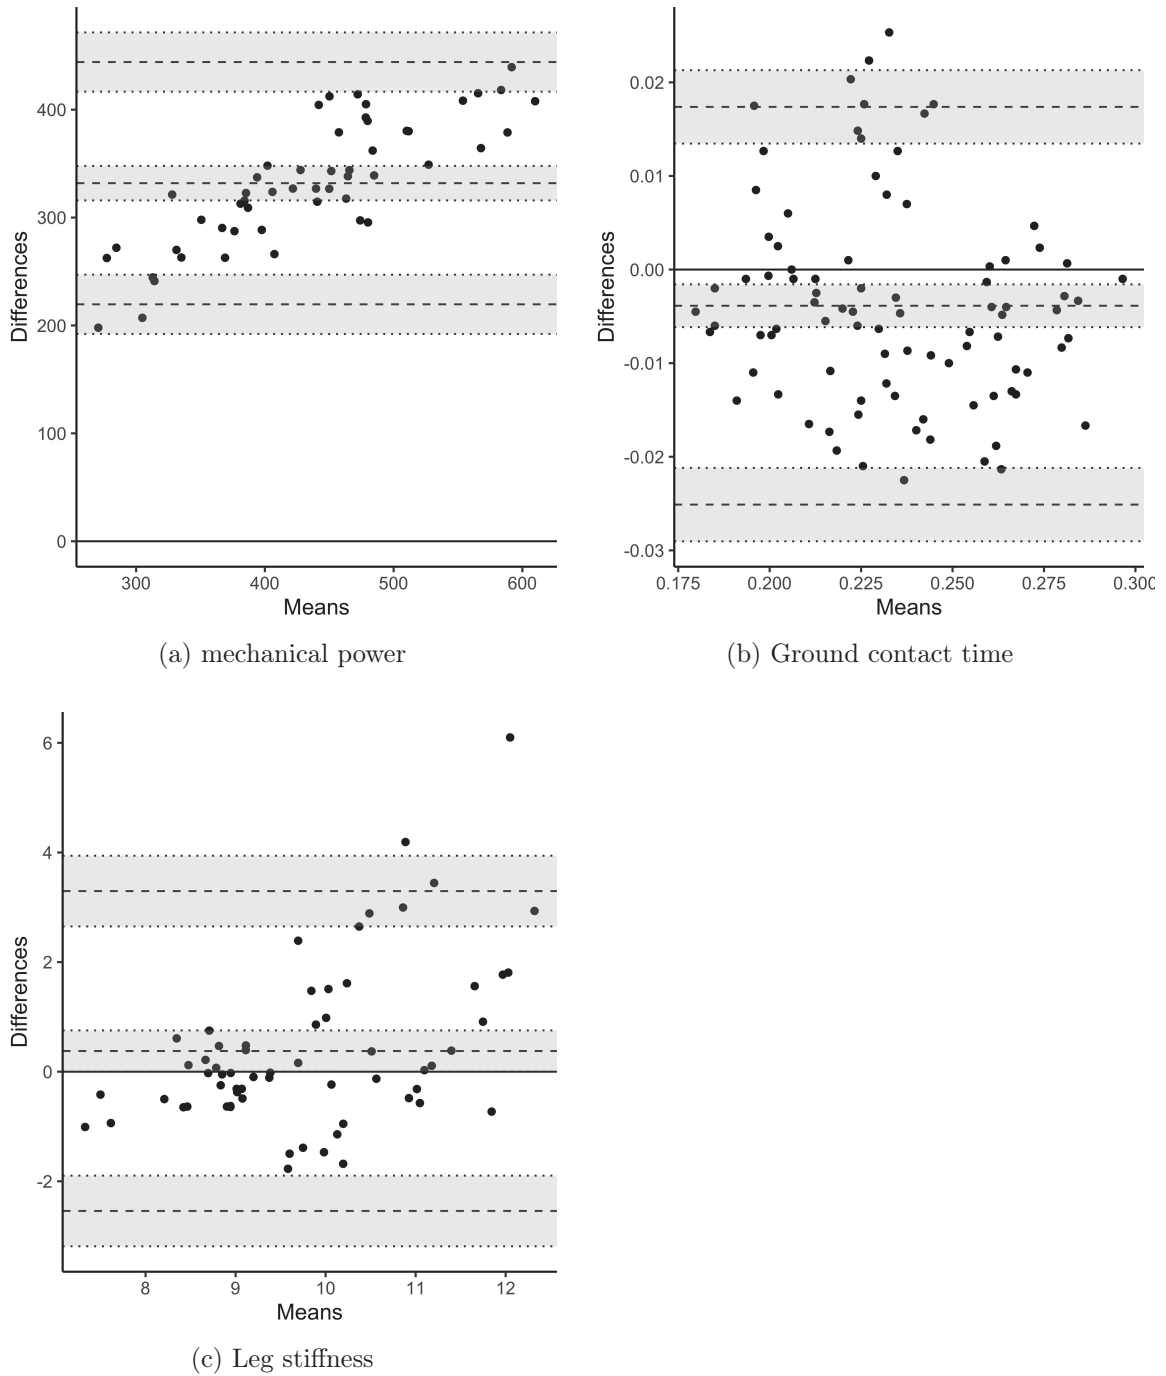 400
300
200
100
0
Differences
300 400 500 600
Means
(a) mechanical power
0.02
0.01
0.00
-0.01
-0.02
-0.03
Differences
0.175 0.200 0.225 0.250 0.275 0.300
Means
(b) Ground contact time
6
4
2
0
-2
Differences
8 9 10 11 12
Means
(c) Leg stiffness